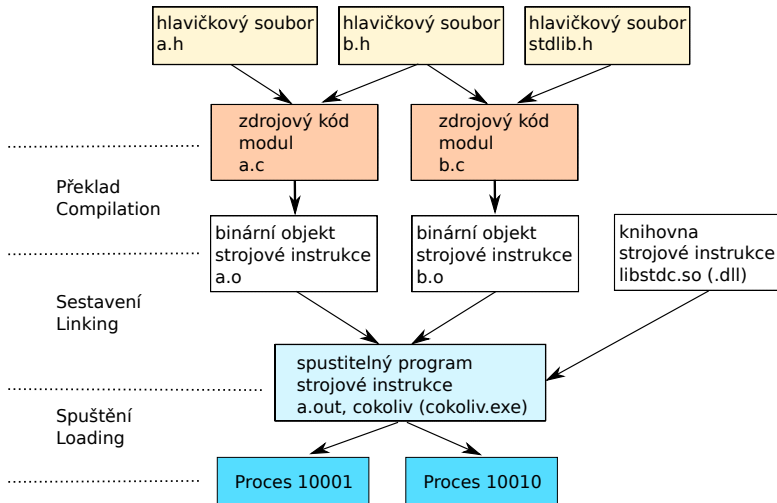 hlavičkový soubor
a.h
hlavičkový soubor
b.h
hlavičkový soubor
stdlib.h
zdrojový kód
modul
a.c
zdrojový kód
modul
b.c
Překlad
Compilation
binární objekt
strojové instrukce
a.o
binární objekt
strojové instrukce
b.o
knihovna
strojové instrukce
libstdc.so (.dll)
Sestavení
Linking
spustitelný program
strojové instrukce
a.out, cokoliv (cokoliv.exe)
Spuštění
Loading
Proces 10001
Proces 10010